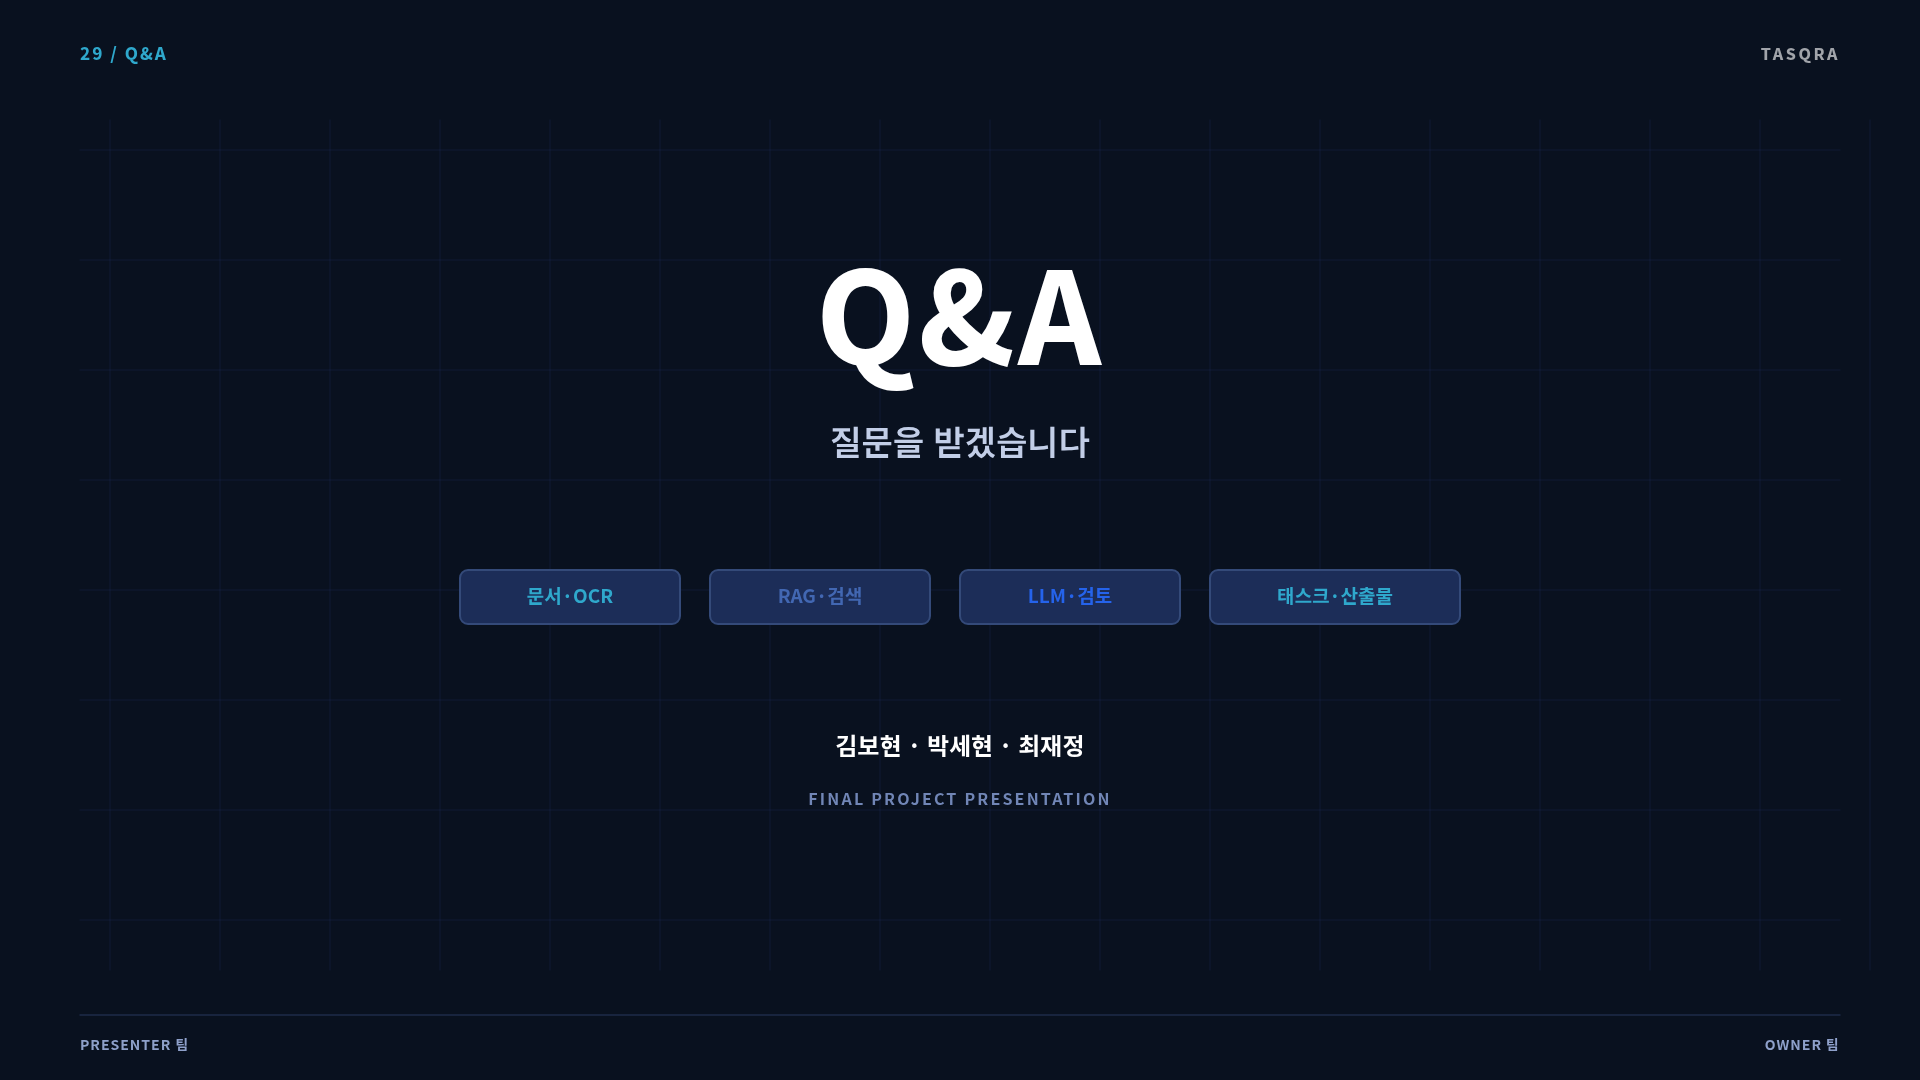 29 / Q&A
TASQRA
Q&A
질문을 받겠습니다
문서·OCR
RAG·검색
LLM·검토
태스크·산출물
김보현 · 박세현 · 최재정
FINAL PROJECT PRESENTATION
PRESENTER 팀
OWNER 팀